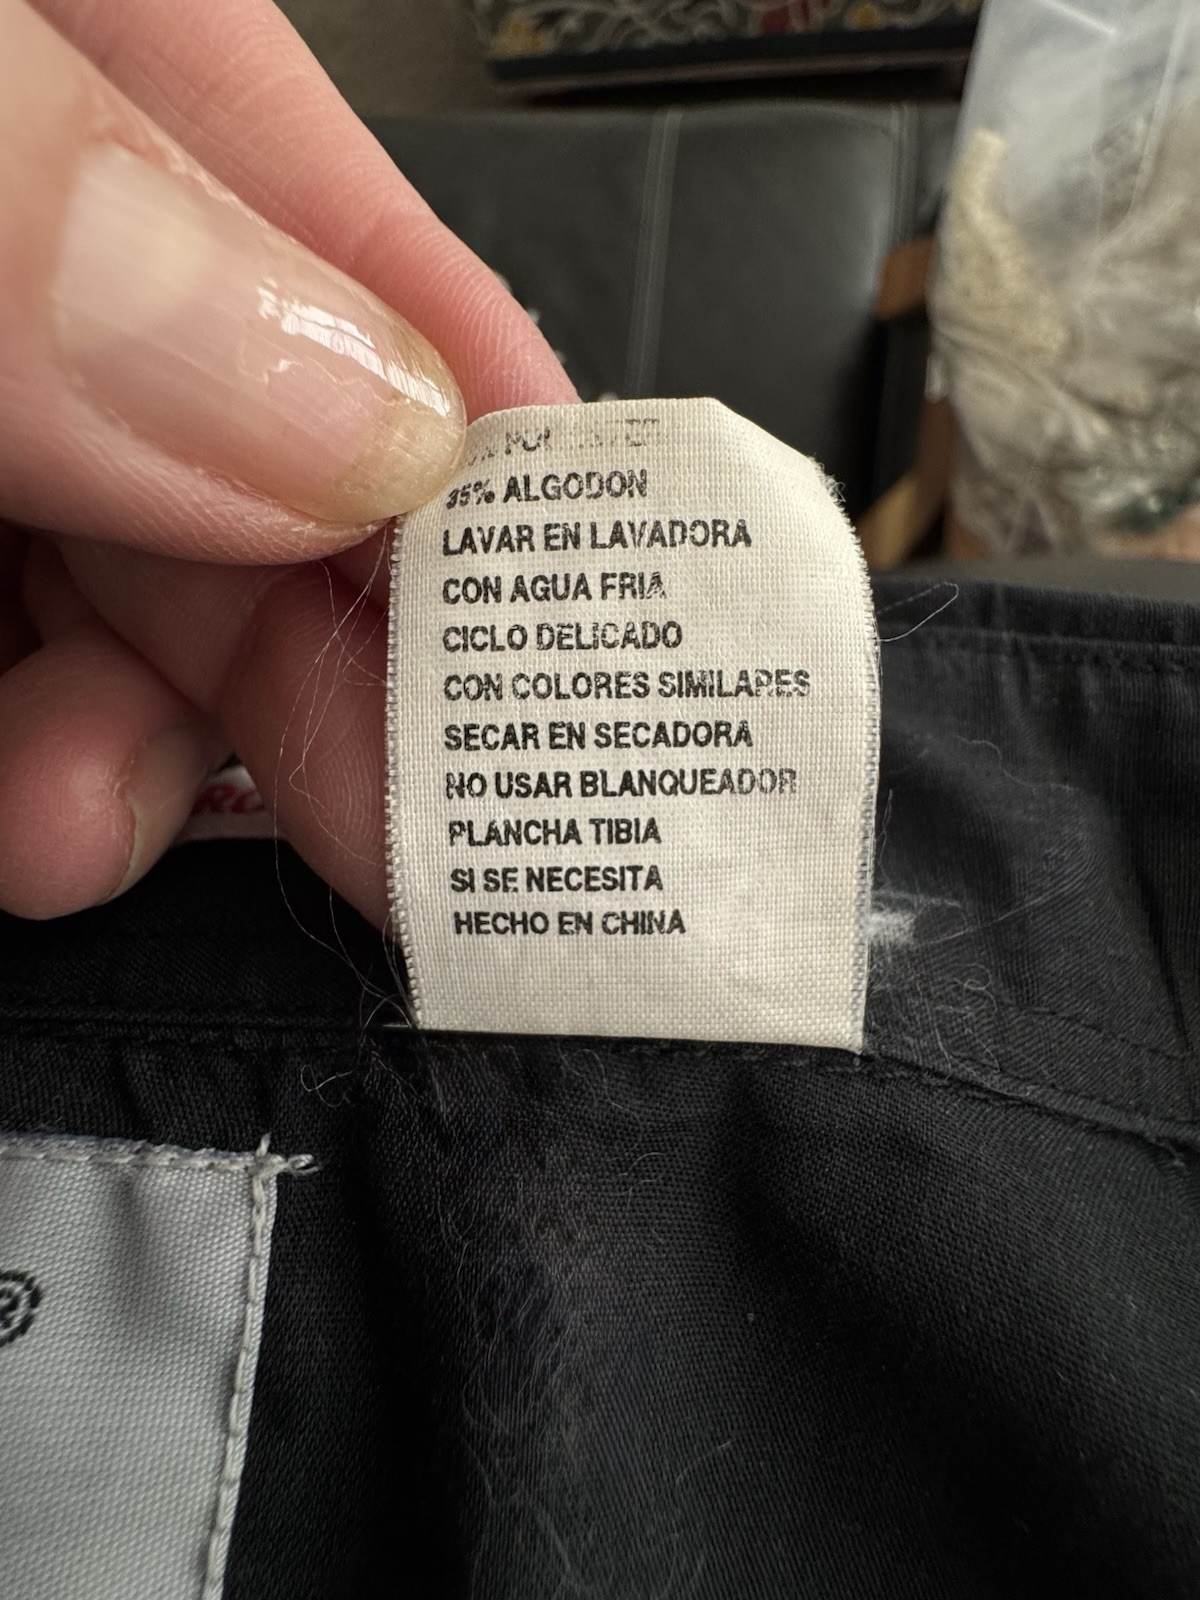 35% ALGODON
LAVAR EN LAVADORA
CON AGUA FRIA
CICLO DELICADO
CON COLORES SIMILARES
SECAR EN SECADORA
NO USAR BLANQUEADOR
PLANCHA TIBIA
SI SE NECESITA
HECHO EN CHINA
®